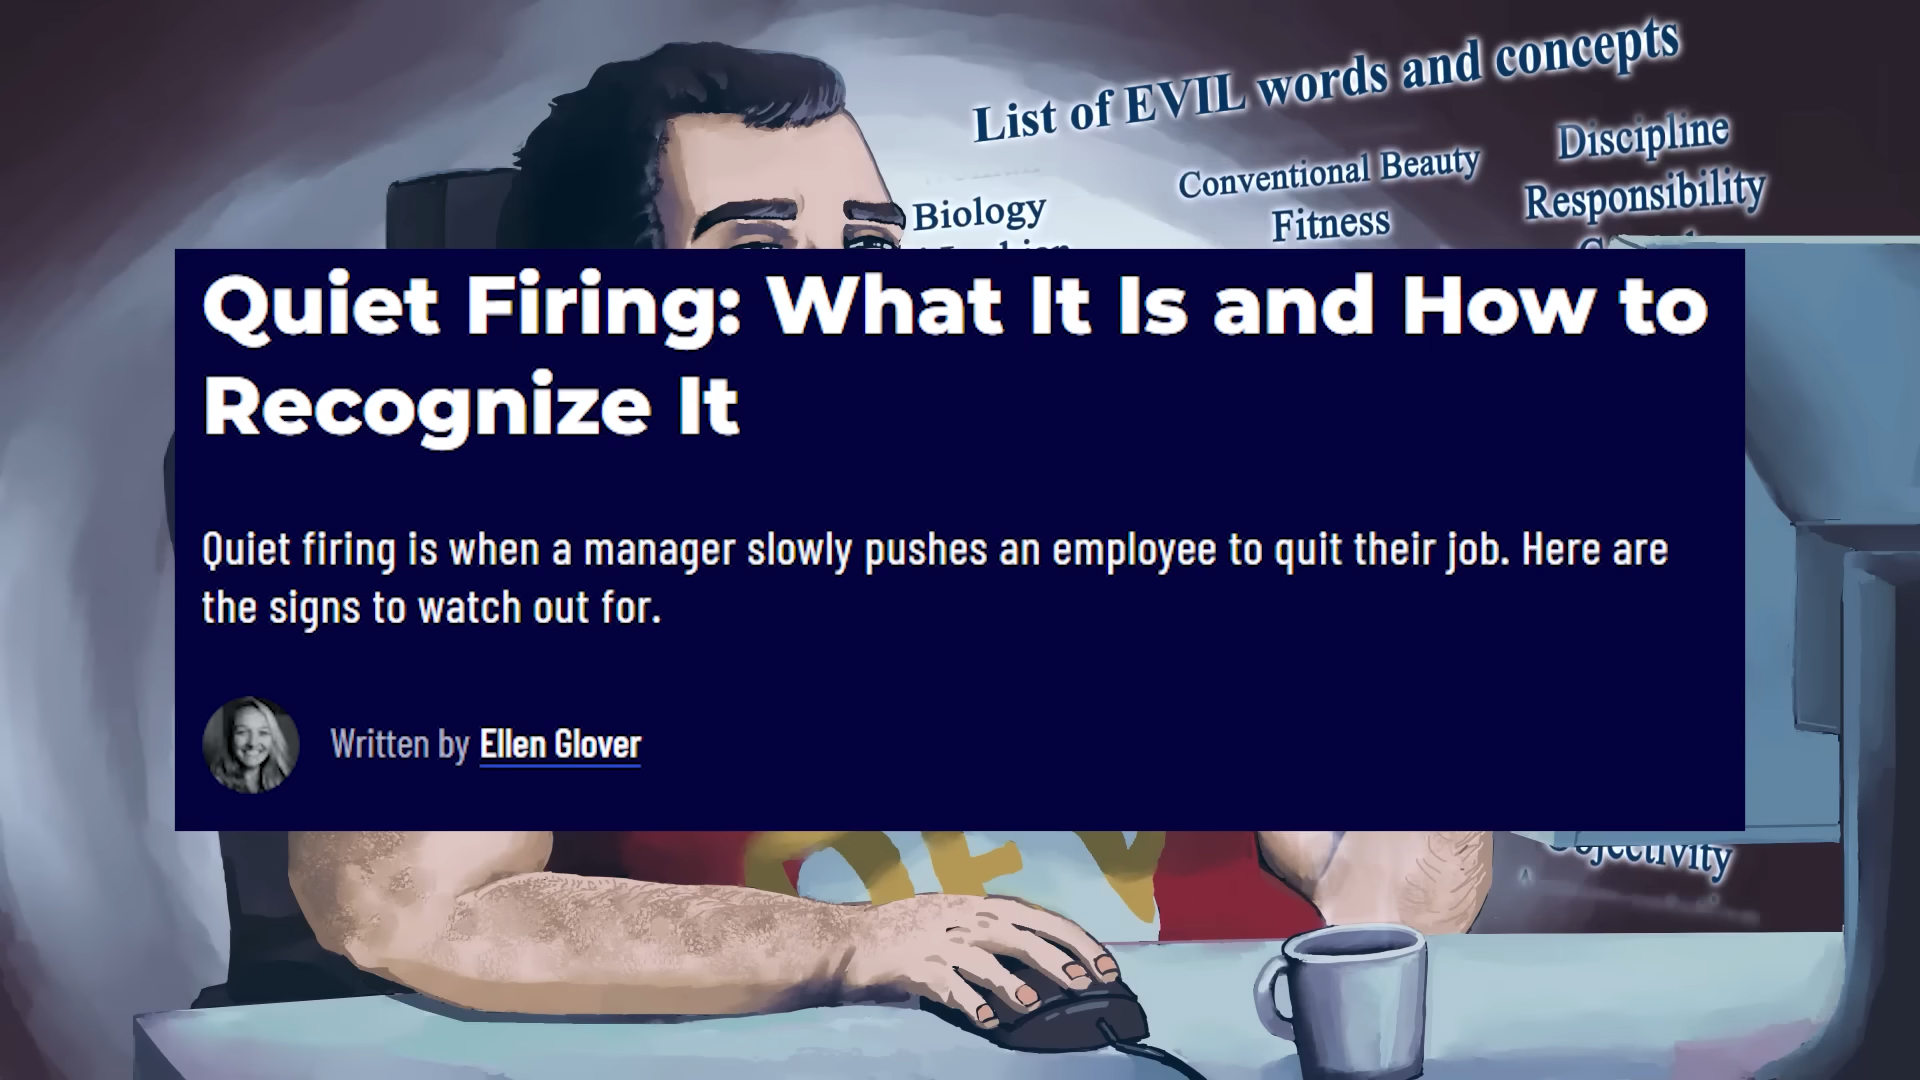 List of EVIL words and concepts
Discipline
Conventional Beauty
Responsibility
Biology
Fitness
Quiet Firing: What It Is and How to
Recognize It
Quiet firing is when a manager slowly pushes an employee to quit their job. Here are
the signs to watch out for.
Written by Ellen Glover
Objectivity